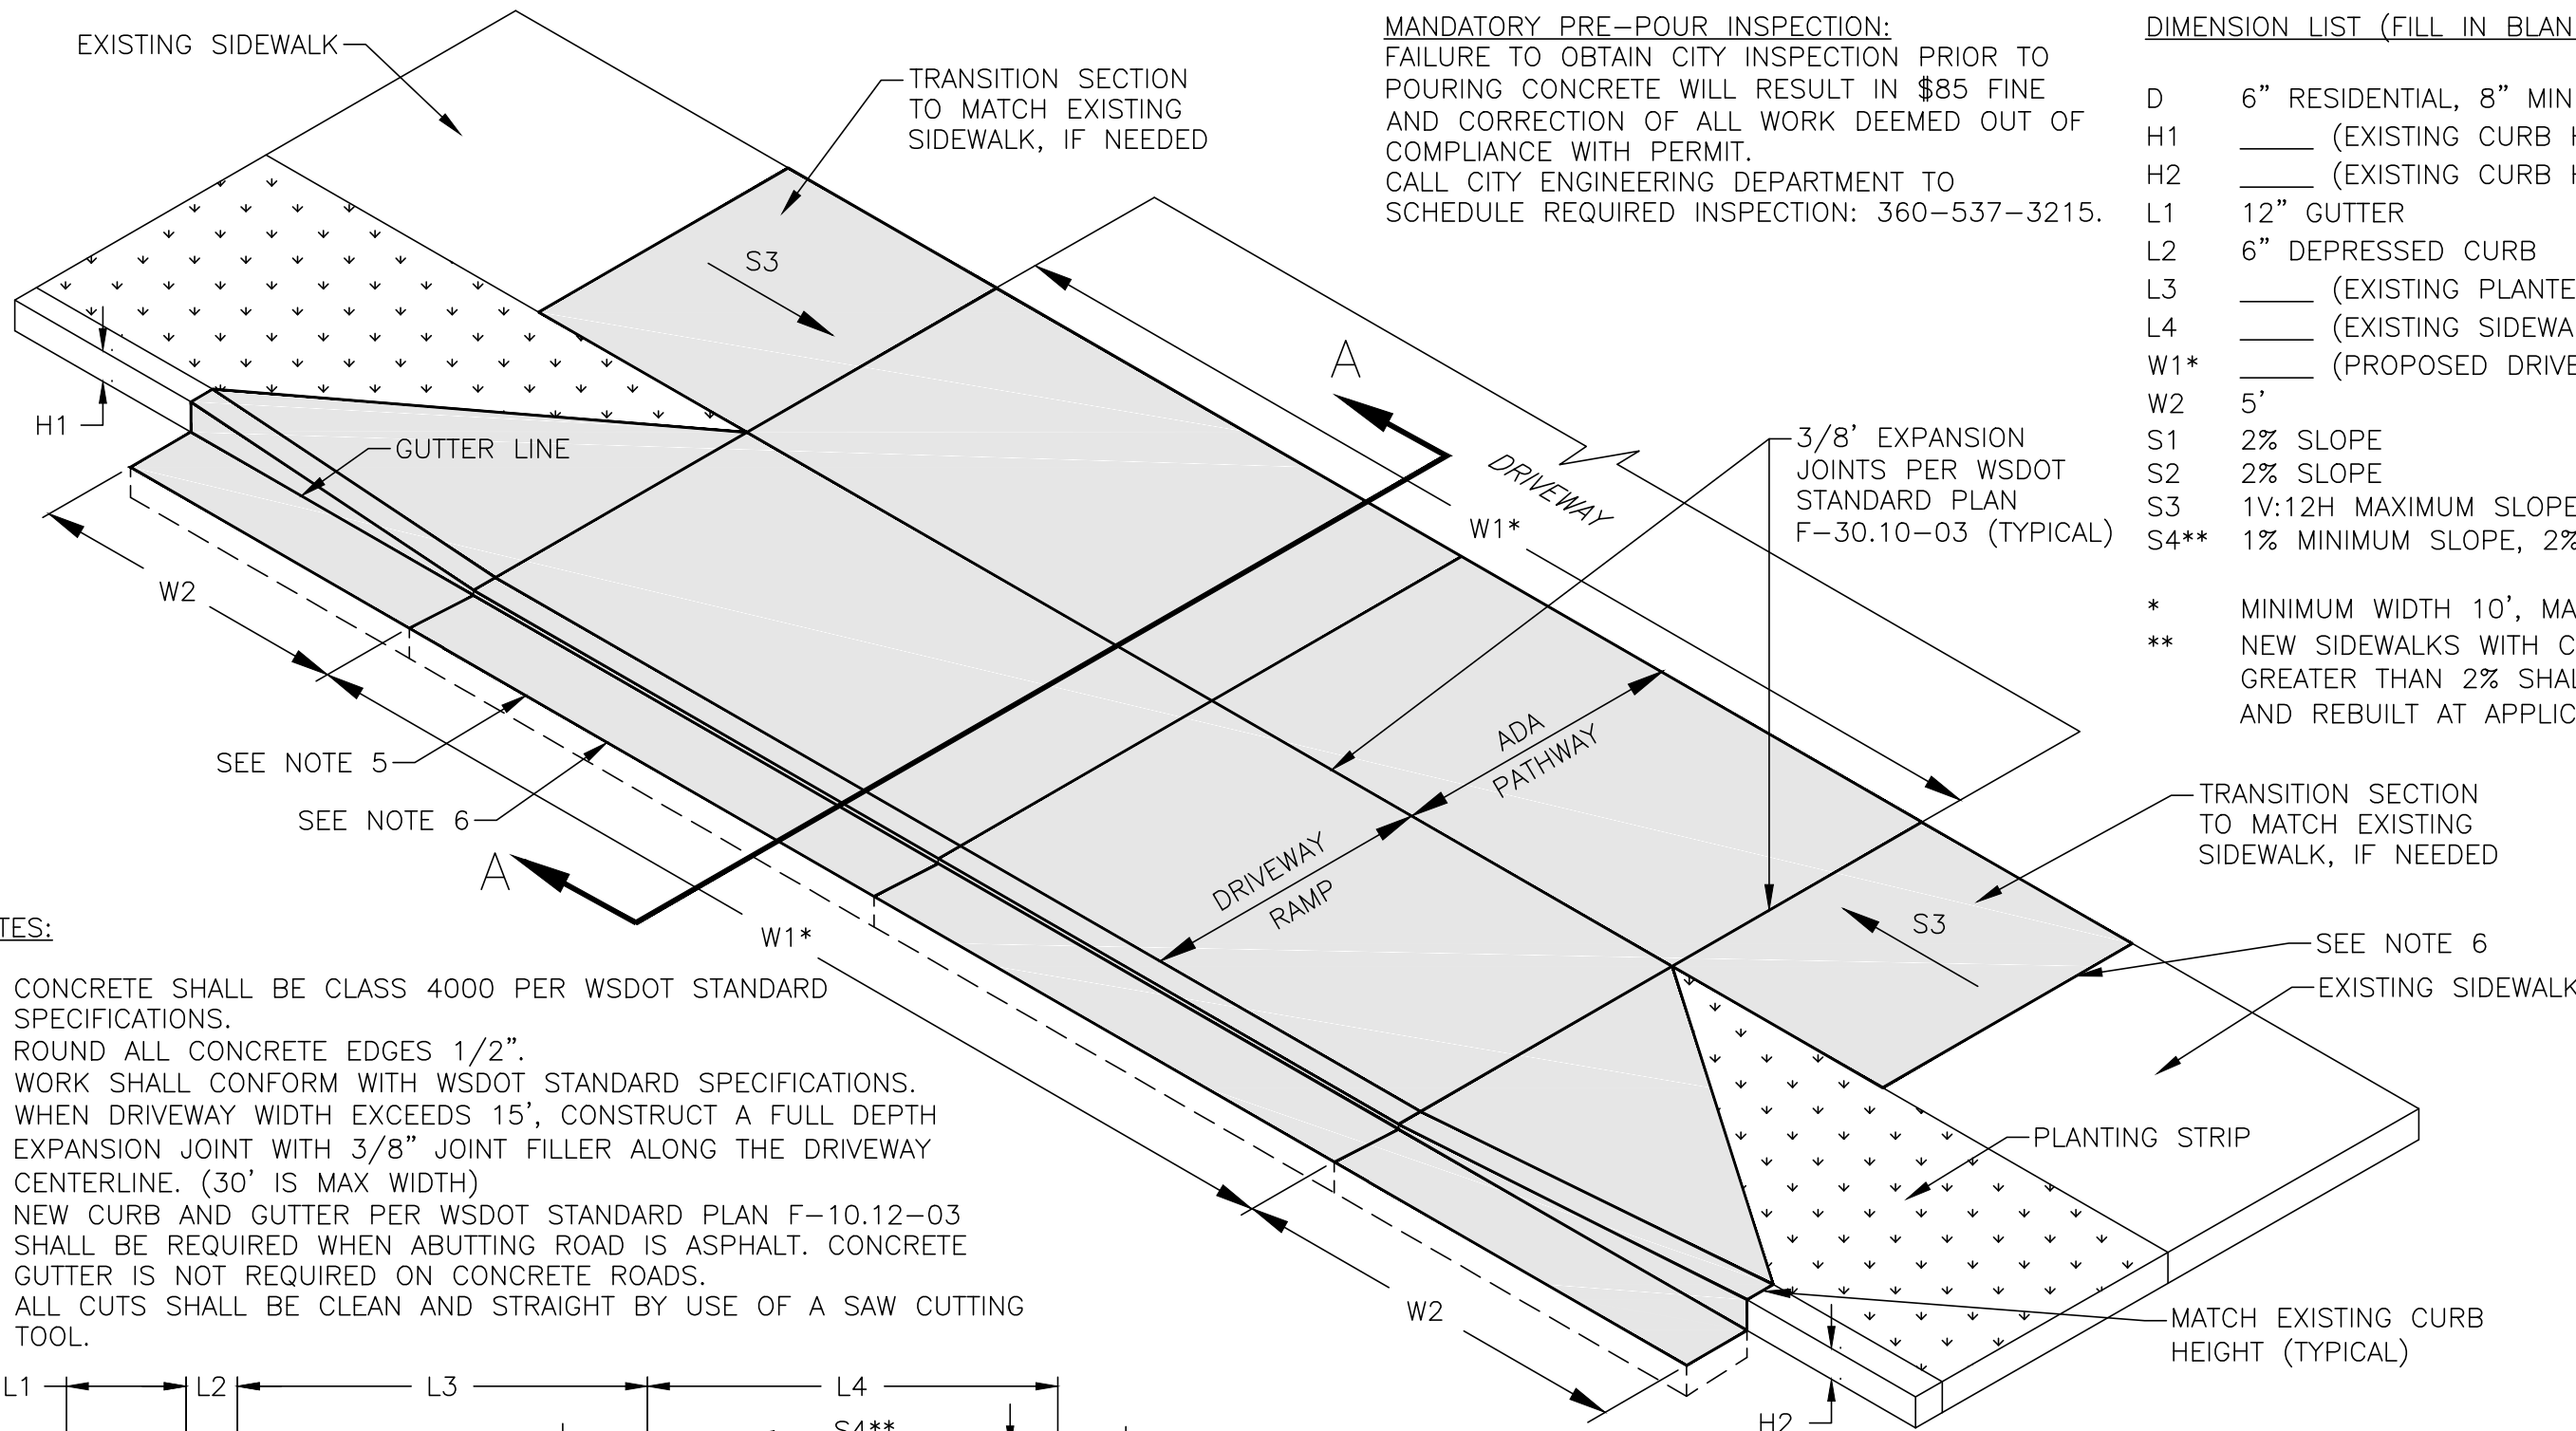 EXISTING SIDEWALK
TRANSITION SECTION
TO MATCH EXISTING
SIDEWALK, IF NEEDED
MANDATORY PRE-POUR INSPECTION:
FAILURE TO OBTAIN CITY INSPECTION PRIOR TO
POURING CONCRETE WILL RESULT IN $85 FINE
AND CORRECTION OF ALL WORK DEEMED OUT OF
COMPLIANCE WITH PERMIT.
CALL CITY ENGINEERING DEPARTMENT TO
SCHEDULE REQUIRED INSPECTION: 360-537-3215.
DIMENSION LIST (FILL IN BLAN
D 6" RESIDENTIAL, 8" MIN
H1 _____ (EXISTING CURB H
H2 _____ (EXISTING CURB H
L1 12" GUTTER
L2 6" DEPRESSED CURB
L3 _____ (EXISTING PLANTE
L4 _____ (EXISTING SIDEWA
W1* _____ (PROPOSED DRIVE
W2 5'
S1 2% SLOPE
S2 2% SLOPE
S3 1V:12H MAXIMUM SLOPE
S4** 1% MINIMUM SLOPE, 2%
* MINIMUM WIDTH 10', MA
** NEW SIDEWALKS WITH C
GREATER THAN 2% SHAL
AND REBUILT AT APPLIC
S3
A
H1
GUTTER LINE
DRIVEWAY
W1*
3/8' EXPANSION
JOINTS PER WSDOT
STANDARD PLAN
F-30.10-03 (TYPICAL)
W2
ADA
PATHWAY
SEE NOTE 5
SEE NOTE 6
A
DRIVEWAY
RAMP
W1*
TRANSITION SECTION
TO MATCH EXISTING
SIDEWALK, IF NEEDED
S3
SEE NOTE 6
EXISTING SIDEWALK
PLANTING STRIP
W2
MATCH EXISTING CURB
HEIGHT (TYPICAL)
H2
TES:
CONCRETE SHALL BE CLASS 4000 PER WSDOT STANDARD
SPECIFICATIONS.
ROUND ALL CONCRETE EDGES 1/2".
WORK SHALL CONFORM WITH WSDOT STANDARD SPECIFICATIONS.
WHEN DRIVEWAY WIDTH EXCEEDS 15', CONSTRUCT A FULL DEPTH
EXPANSION JOINT WITH 3/8" JOINT FILLER ALONG THE DRIVEWAY
CENTERLINE. (30' IS MAX WIDTH)
NEW CURB AND GUTTER PER WSDOT STANDARD PLAN F-10.12-03
SHALL BE REQUIRED WHEN ABUTTING ROAD IS ASPHALT. CONCRETE
GUTTER IS NOT REQUIRED ON CONCRETE ROADS.
ALL CUTS SHALL BE CLEAN AND STRAIGHT BY USE OF A SAW CUTTING
TOOL.
L1 L2 L3 L4
S4**